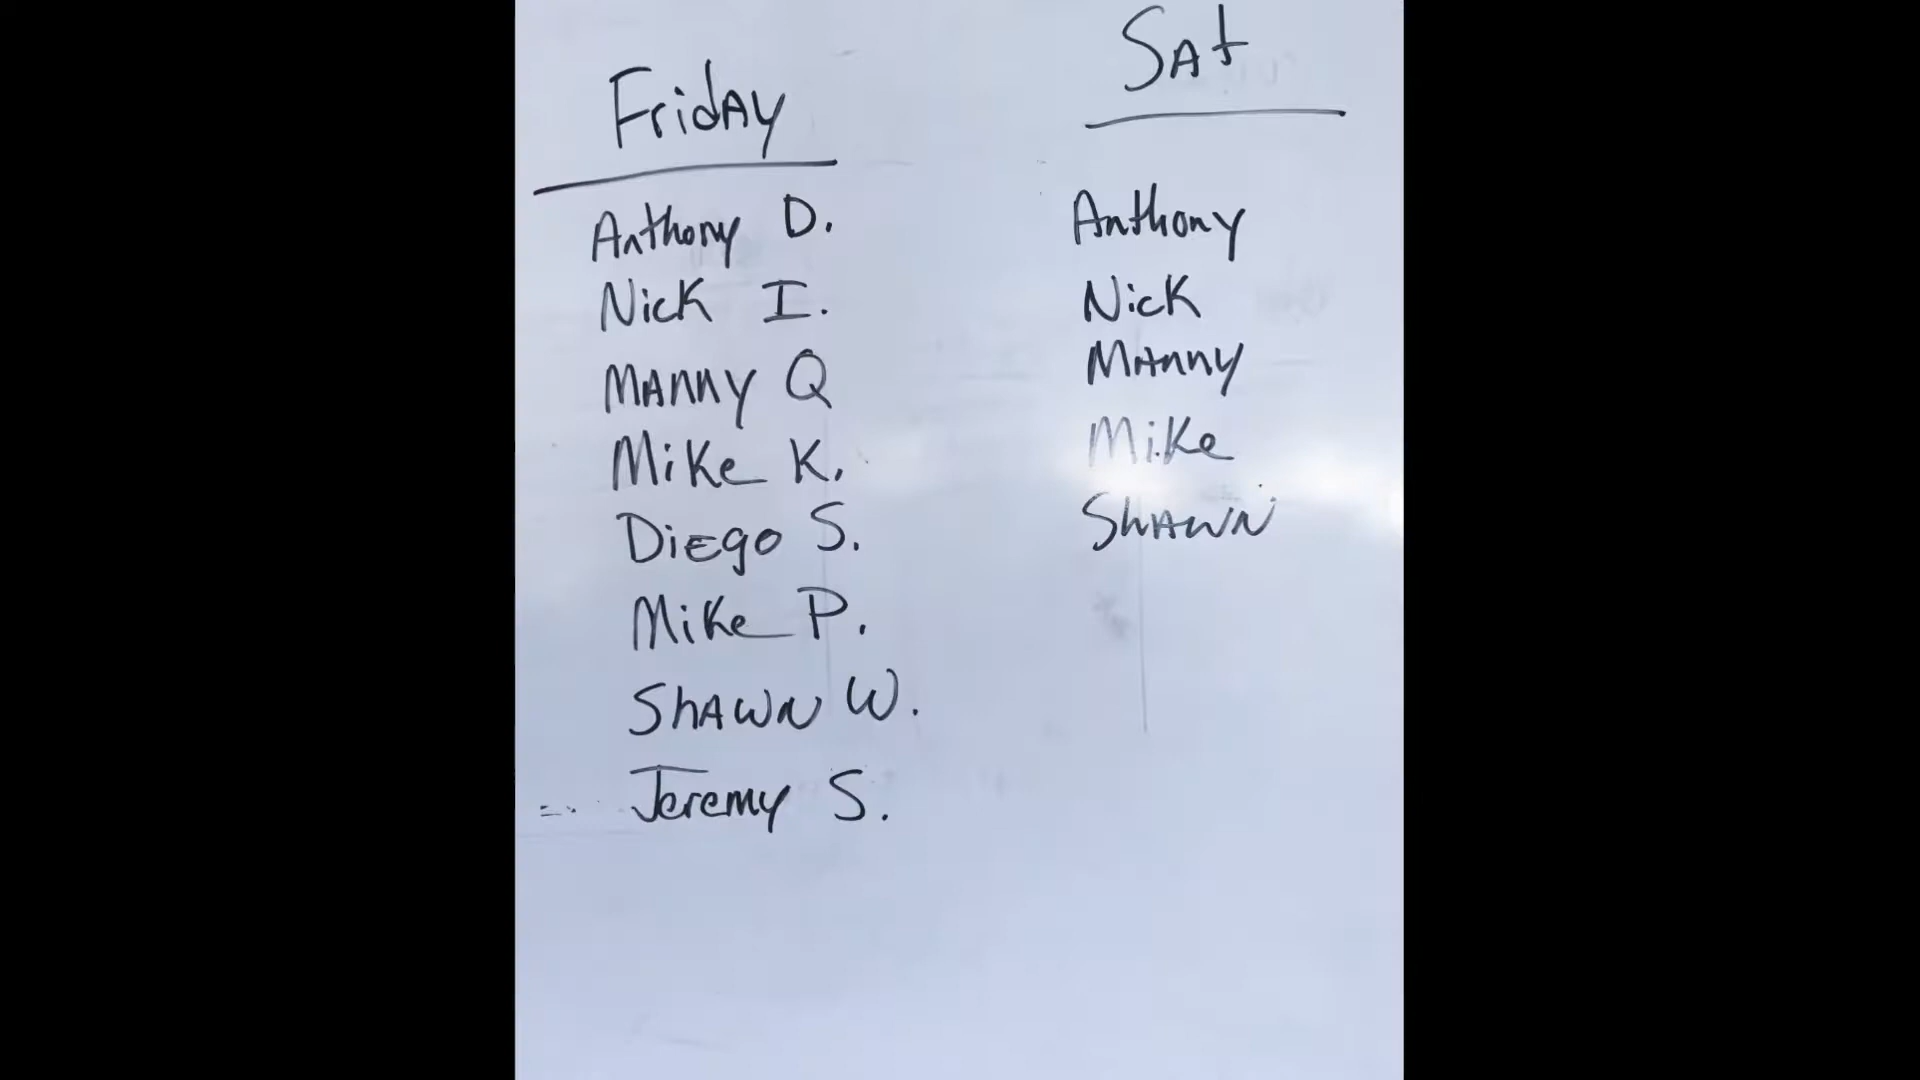 Friday
Anthony D.
Nick I.
Manny Q
Mike K.
Diego S.
Mike P.
Shawn W.
Jeremy S.
Sat
Anthony
Nick
Manny
Mike
Shawn